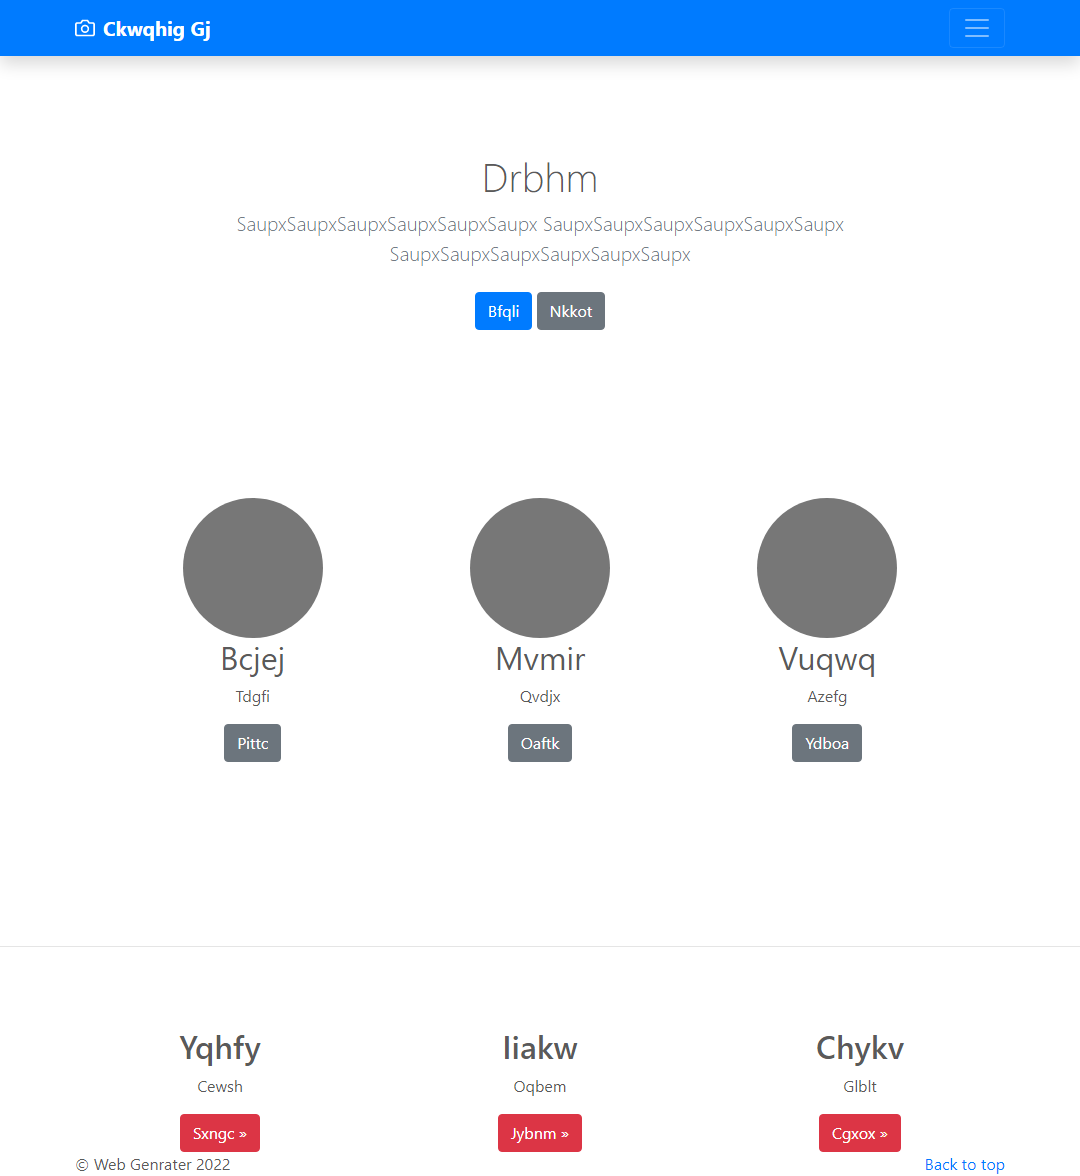 Ckwqhig Gj
Drbhm
SaupxSaupxSaupxSaupxSaupxSaupx SaupxSaupxSaupxSaupxSaupxSaupx
SaupxSaupxSaupxSaupxSaupxSaupx
Bfqli Nkkot
Bcjej Mvmir Vuqwq
Tdgfi Qvdjx Azefg
Pittc Oaftk Ydboa
Yqhfy Iiakw Chykv
Cewsh Oqbem Glblt
Sxngc » Jybnm » Cgxox »
© Web Genrater 2022 Back to top